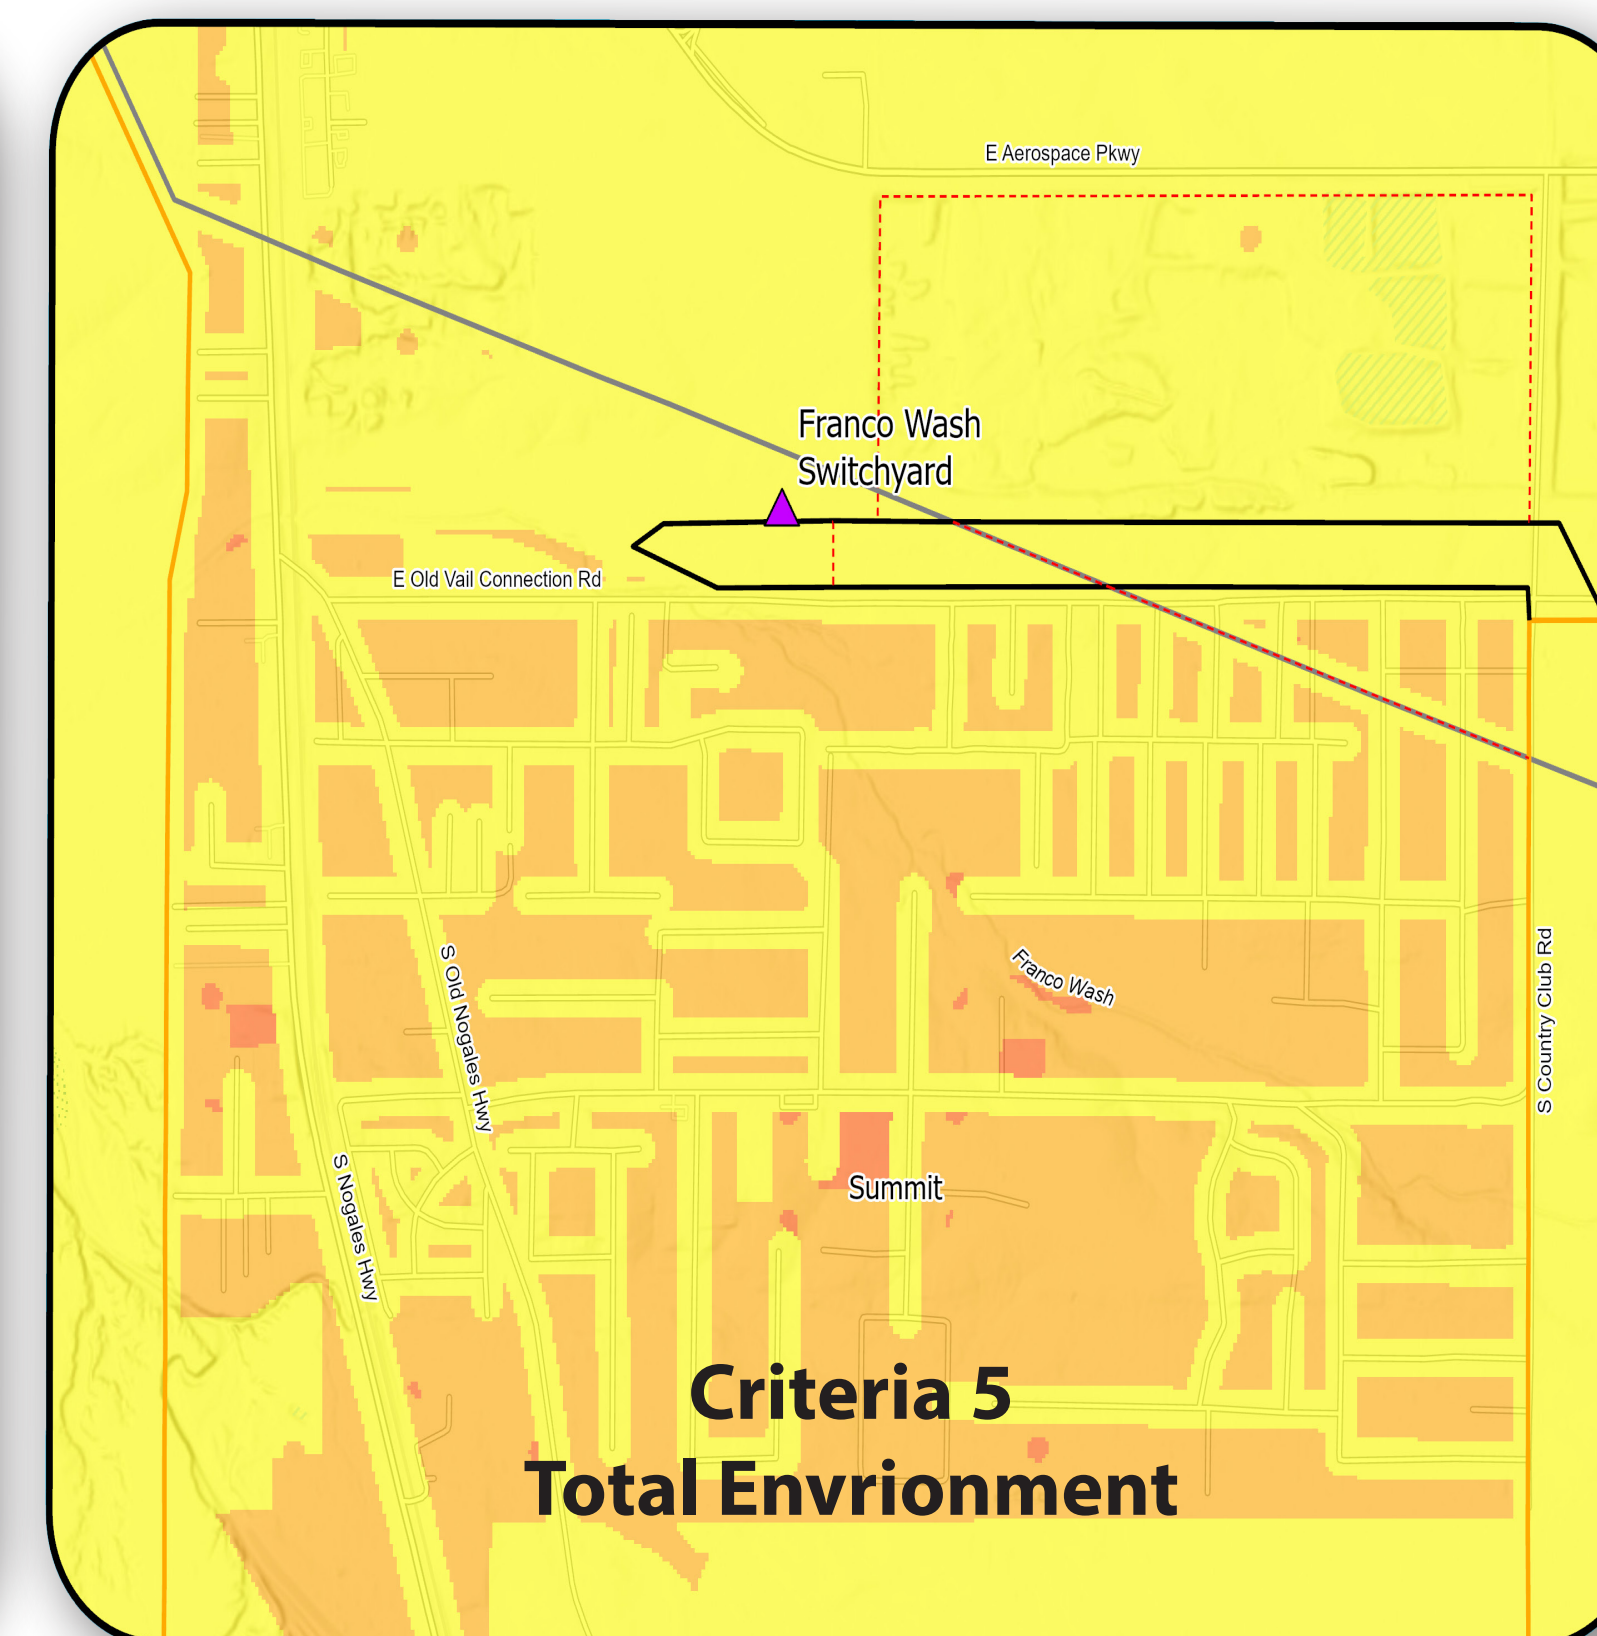 E Aerospace Pkwy
Franco Wash
Switchyard
E Old Vail Connection Rd
S Old Nogales Hwy
Franco Wash
S Country Club Rd
S Nogales Hwy
Summit
Criteria 5
Total Envrionment